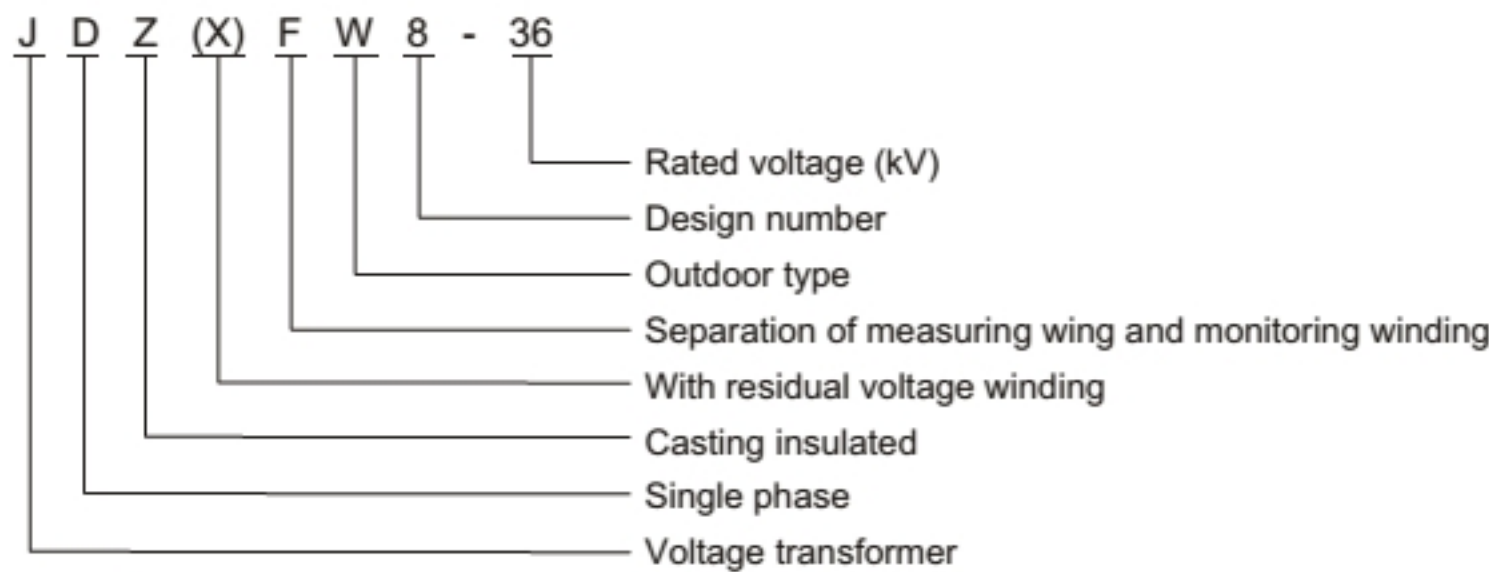 J D Z (X) F W 8 - 36
Rated voltage (kV)
Design number
Outdoor type
Separation of measuring wing and monitoring winding
With residual voltage winding
Casting insulated
Single phase
Voltage transformer